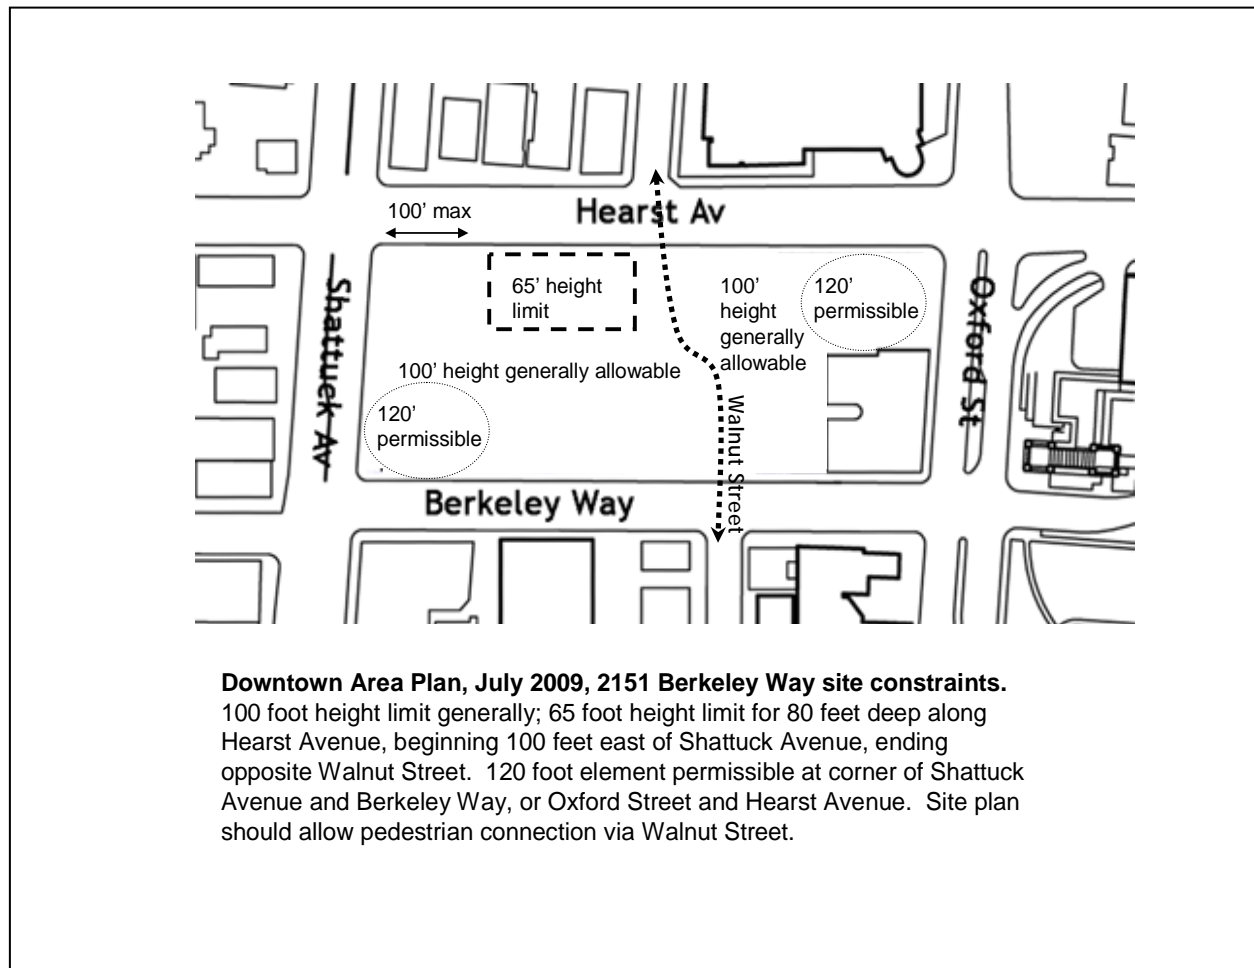 100’ max
Hearst Av
65’ height
limit
100’
height
generally
allowable
120’
permissible
Shattuck Av
Oxford St
100’ height generally allowable
120’
permissible
Walnut Street
Berkeley Way
Downtown Area Plan, July 2009, 2151 Berkeley Way site constraints.
100 foot height limit generally; 65 foot height limit for 80 feet deep along
Hearst Avenue, beginning 100 feet east of Shattuck Avenue, ending
opposite Walnut Street.  120 foot element permissible at corner of Shattuck
Avenue and Berkeley Way, or Oxford Street and Hearst Avenue.  Site plan
should allow pedestrian connection via Walnut Street.